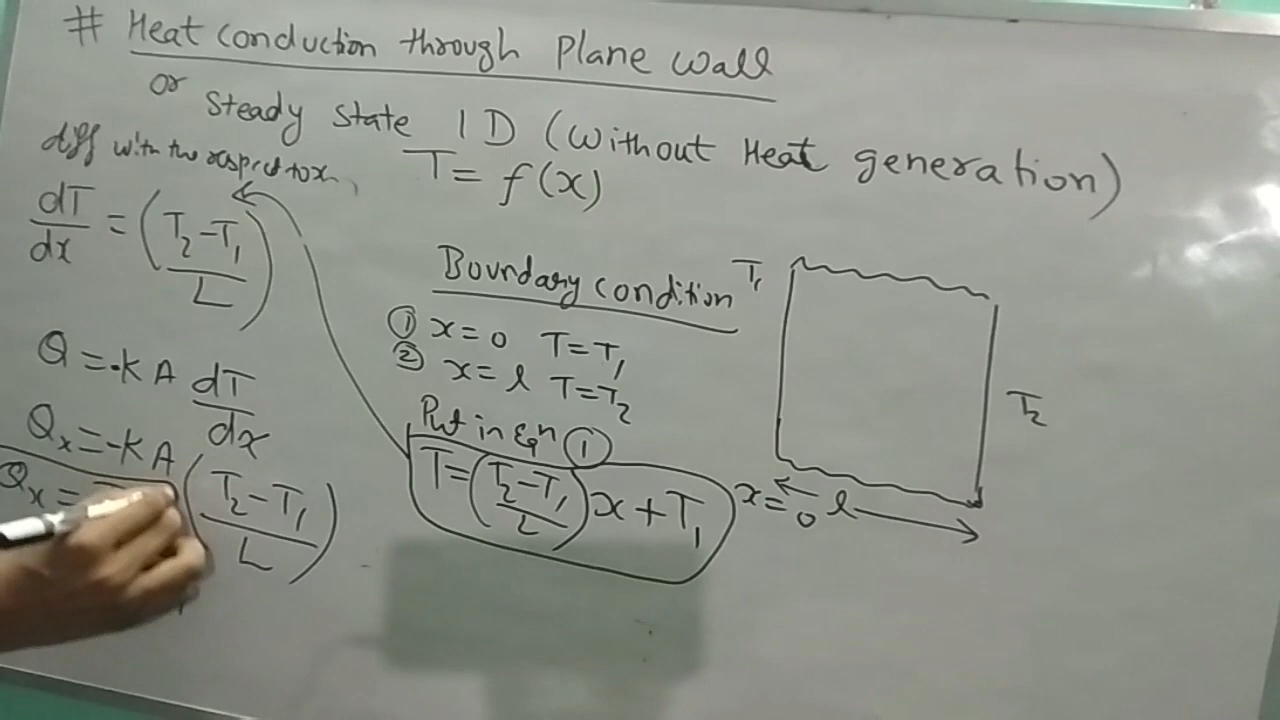 # Heat conduction through Plane wall
or steady state 1D (without Heat generation)
diff with the respect to x,
T = f(x)
dT/dx = (T₂-T₁/L)
Q = -K A dT/dx
Qₓ = -K A (T₂-T₁/L)
Qₓ =
Boundary condition
① x=0 T=T₁
② x=l T=T₂
Put in Eqn ①
T=(T₂-T₁/L)x+T₁
T₁
T₂
x=0
l